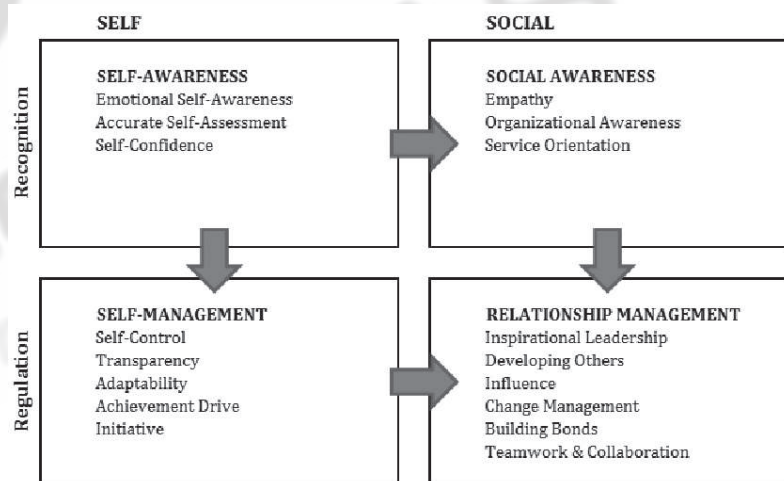 SELF
SOCIAL
Recognition
SELF-AWARENESS
Emotional Self-Awareness
Accurate Self-Assessment
Self-Confidence
SOCIAL AWARENESS
Empathy
Organizational Awareness
Service Orientation
Regulation
SELF-MANAGEMENT
Self-Control
Transparency
Adaptability
Achievement Drive
Initiative
RELATIONSHIP MANAGEMENT
Inspirational Leadership
Developing Others
Influence
Change Management
Building Bonds
Teamwork & Collaboration